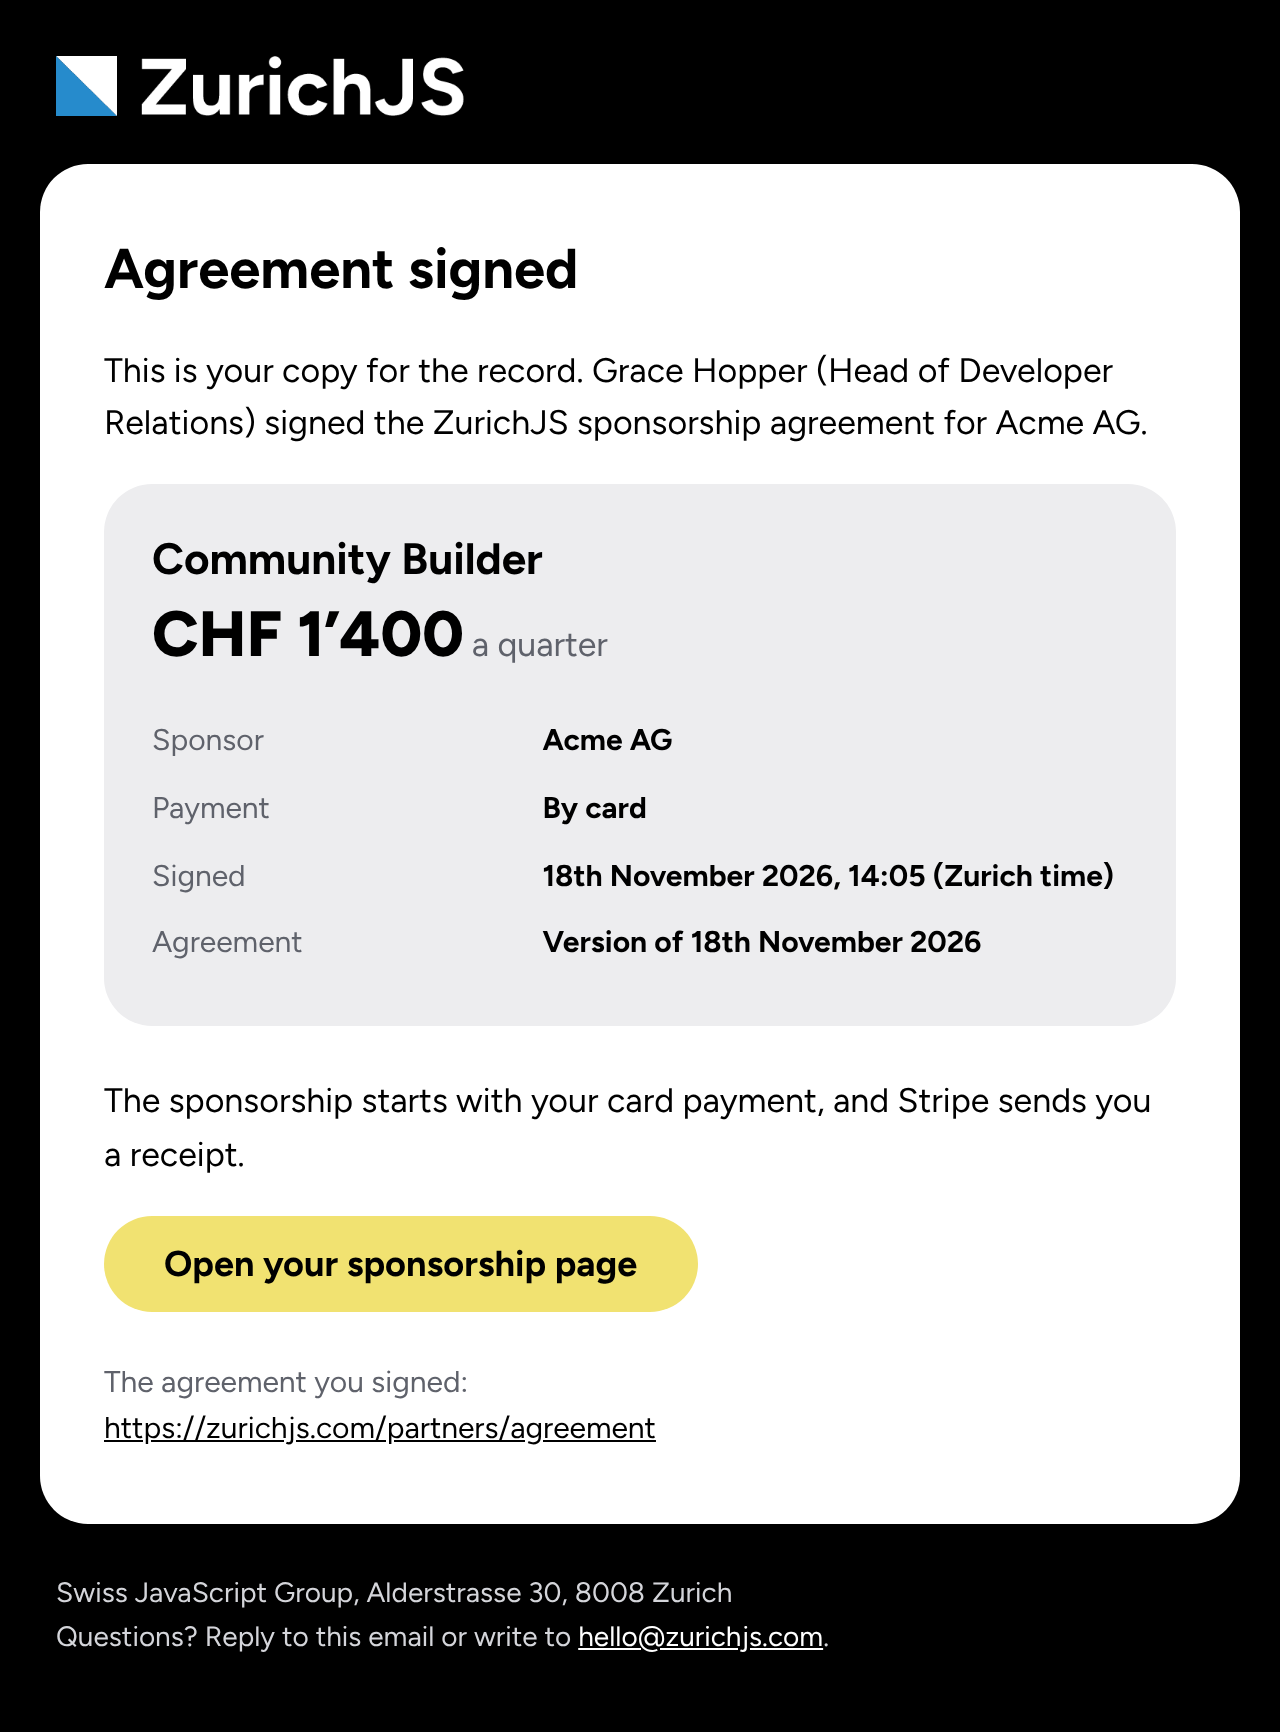 ZurichJS
Agreement signed
This is your copy for the record. Grace Hopper (Head of Developer
Relations) signed the ZurichJS sponsorship agreement for Acme AG.
Community Builder
CHF 1’400 a quarter
Sponsor Acme AG
Payment By card
Signed 18th November 2026, 14:05 (Zurich time)
Agreement Version of 18th November 2026
The sponsorship starts with your card payment, and Stripe sends you
a receipt.
Open your sponsorship page
The agreement you signed:
https://zurichjs.com/partners/agreement
Swiss JavaScript Group, Alderstrasse 30, 8008 Zurich
Questions? Reply to this email or write to hello@zurichjs.com.